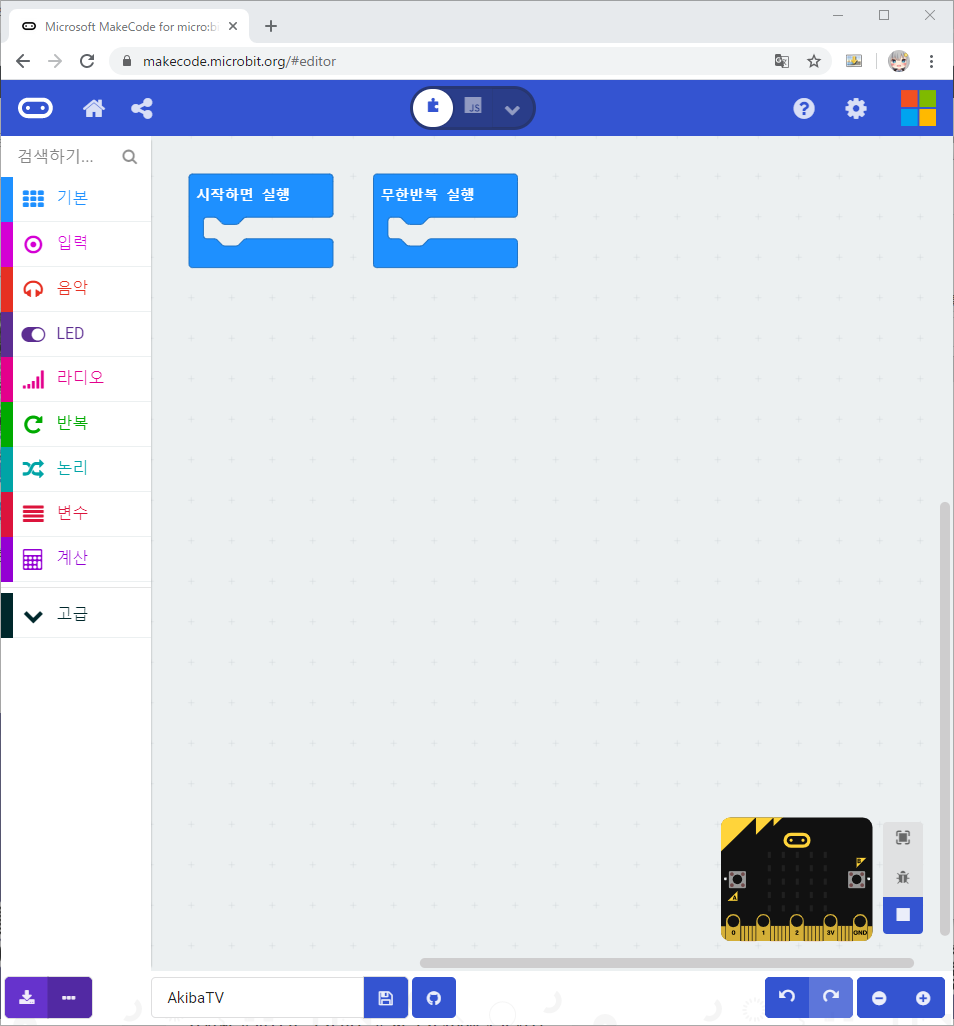 Microsoft MakeCode for micro:b
makecode.microbit.org/#editor
JS
검색하기...
기본
입력
음악
LED
라디오
반복
논리
변수
계산
고급
시작하면 실행
무한반복 실행
B
A
0 1 2 3V GND
AkibaTV